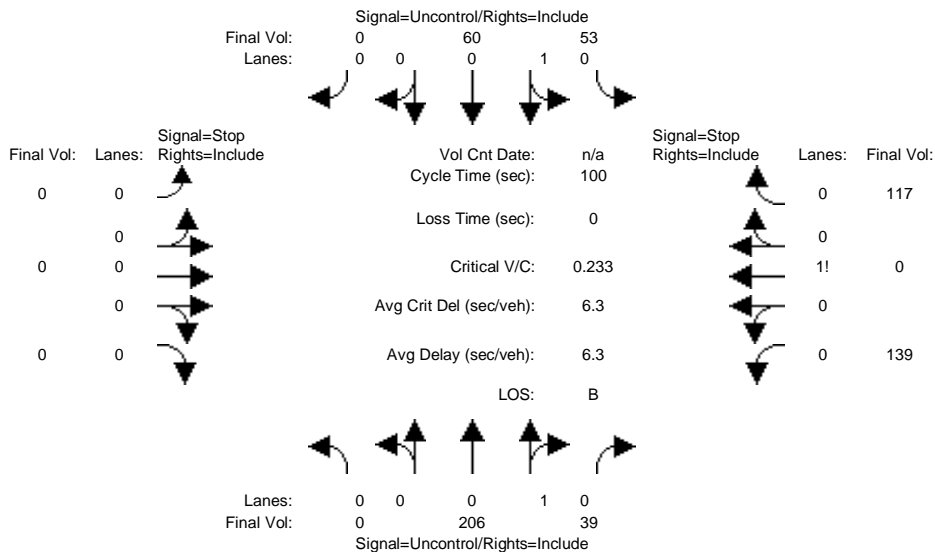 Signal=Uncontrol/Rights=Include
Final Vol: 0 60 53
Lanes: 0 0 0 1 0
Signal=Stop Signal=Stop
Final Vol: Lanes: Rights=Include Vol Cnt Date: n/a Rights=Include Lanes: Final Vol:
Cycle Time (sec): 100
0 0 0 117
Loss Time (sec): 0
0 0
0 0 Critical V/C: 0.233 1! 0
0 Avg Crit Del (sec/veh): 6.3 0
0 0 Avg Delay (sec/veh): 6.3 0 139
LOS: B
Lanes: 0 0 0 1 0
Final Vol: 0 206 39
Signal=Uncontrol/Rights=Include